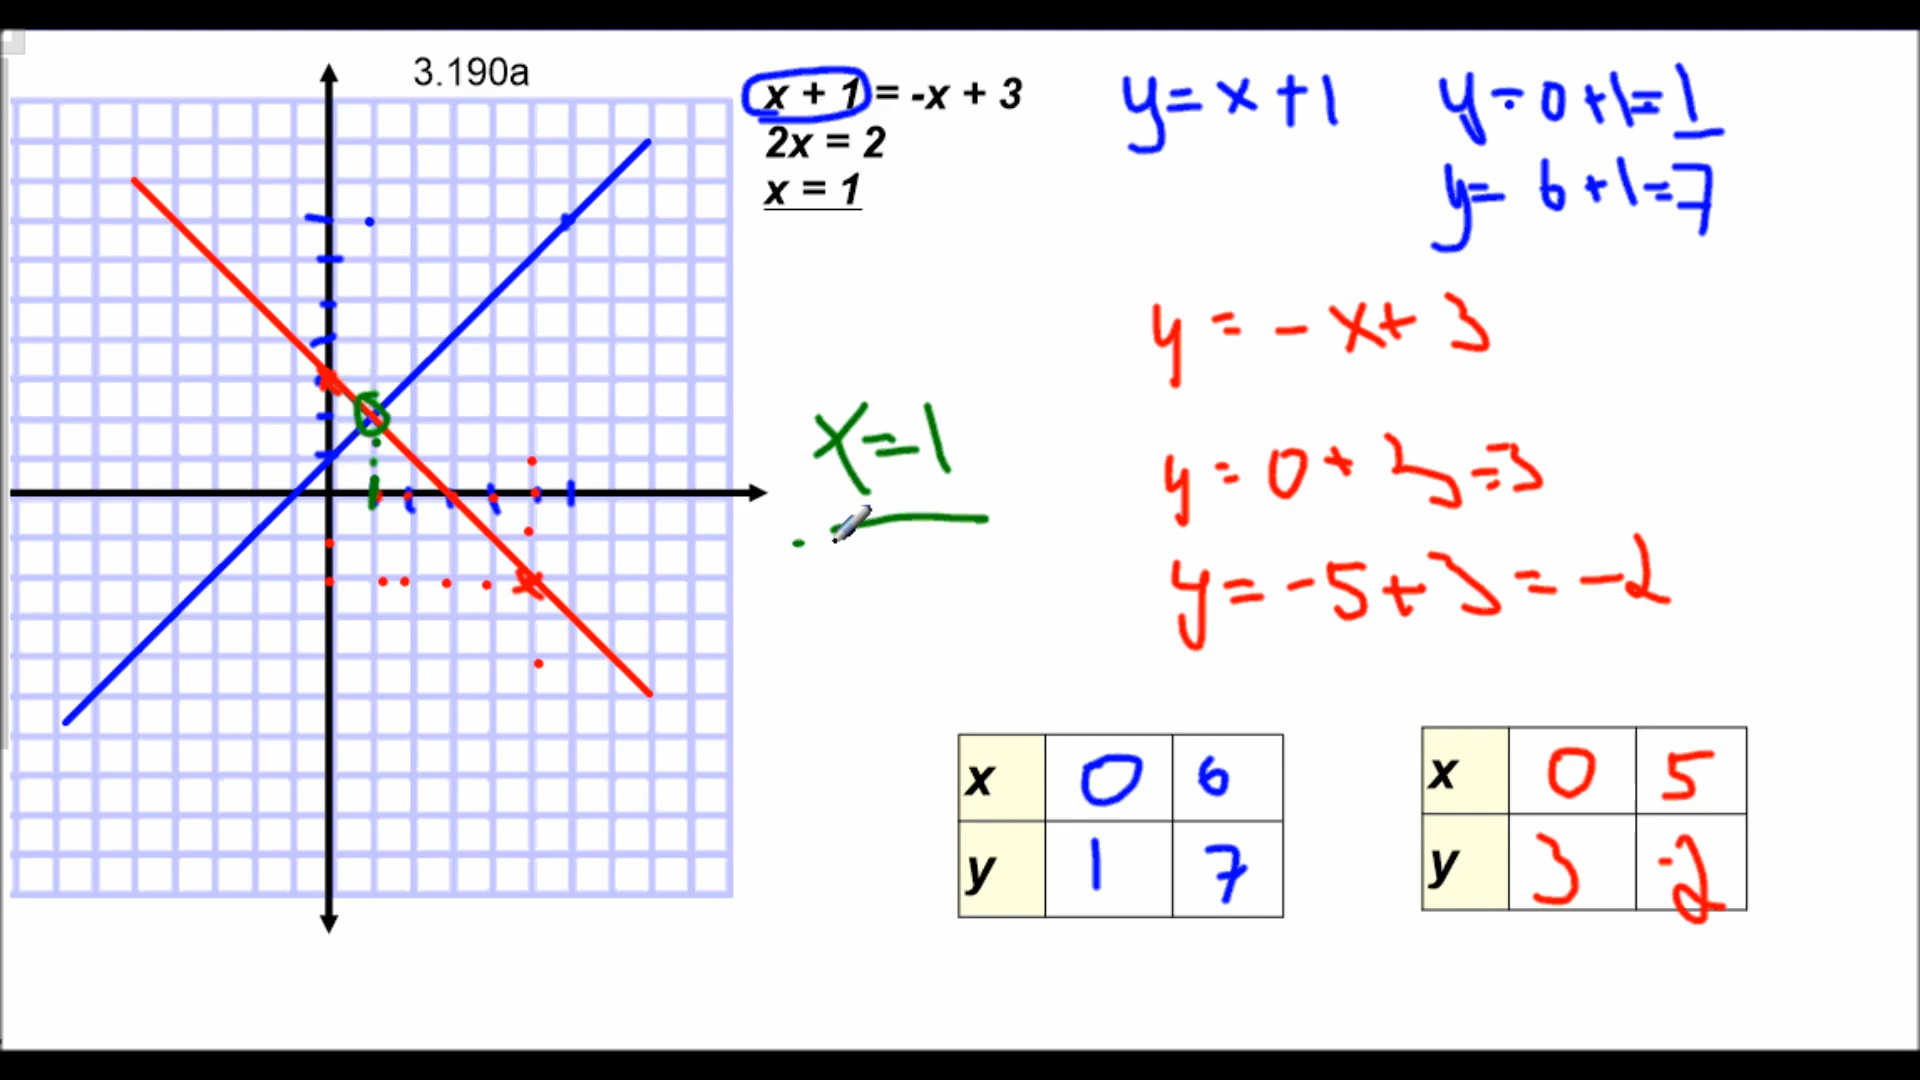 3.190a
x + 1 = -x + 3
2x = 2
x = 1
y = x + 1
y = 0 + 1 = 1
y = 6 + 1 = 7
y = - x + 3
x = 1
y = 0 + 3 = 3
y = -5 + 3 = -2
x 0 6
y 1 7
x 0 5
y 3 -2